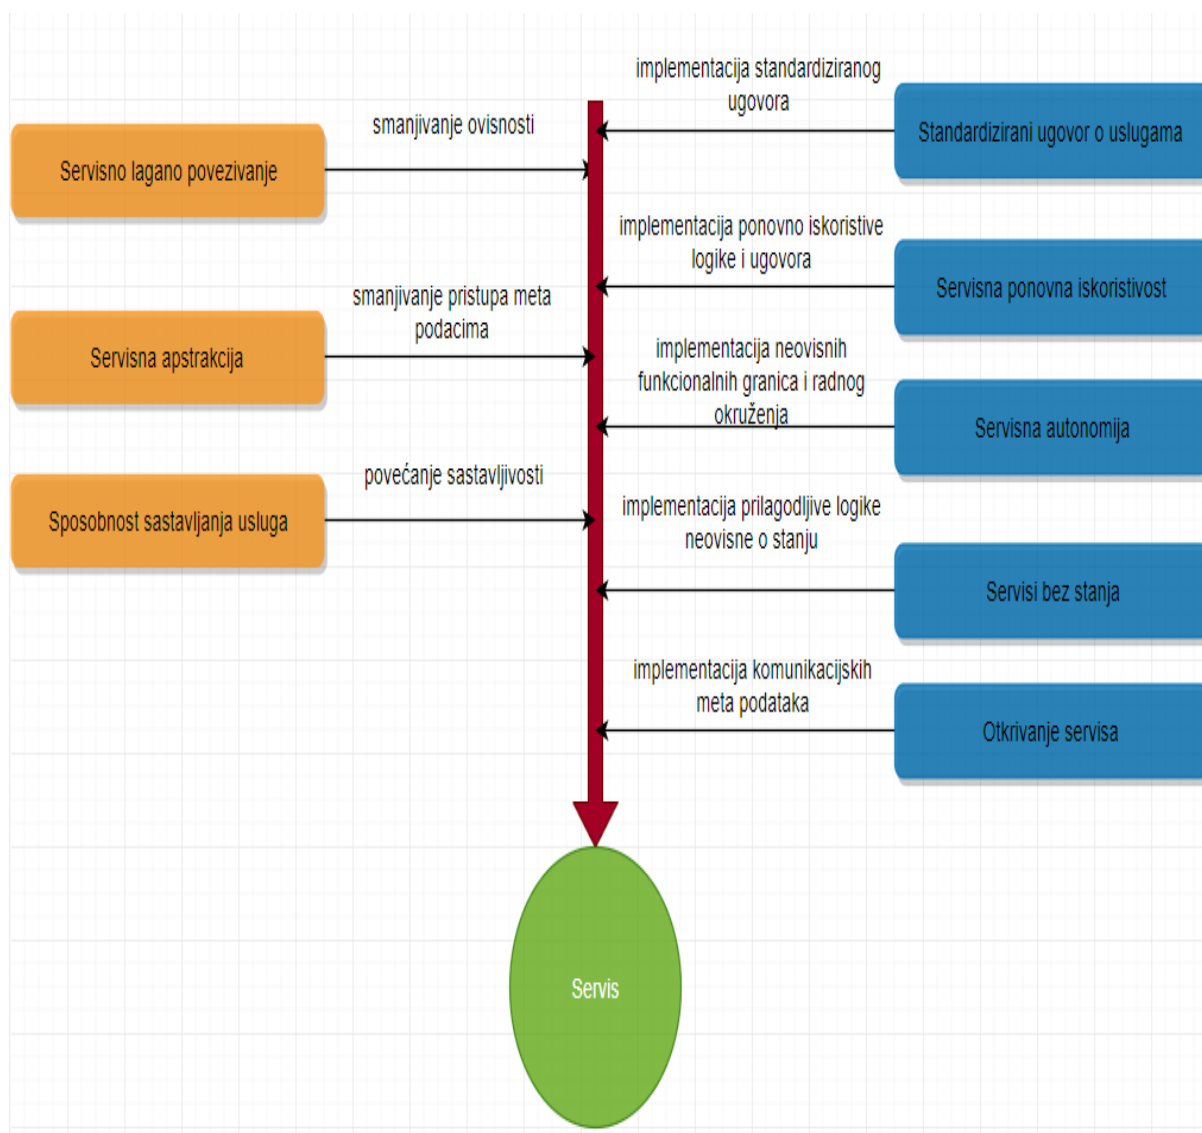 implementacija standardiziranog
ugovora
Standardizirani ugovor o uslugama
smanjivanje ovisnosti
Servisno lagano povezivanje
implementacija ponovno iskoristive
logike i ugovora
Servisna ponovna iskoristivost
smanjivanje pristupa meta
podacima
Servisna apstrakcija
implementacija neovisnih
funkcionalnih granica i radnog
okruženja
Servisna autonomija
povećanje sastavljivosti
Sposobnost sastavljanja usluga
implementacija prilagodljive logike
neovisne o stanju
Servisi bez stanja
implementacija komunikacijskih
meta podataka
Otkrivanje servisa
Servis